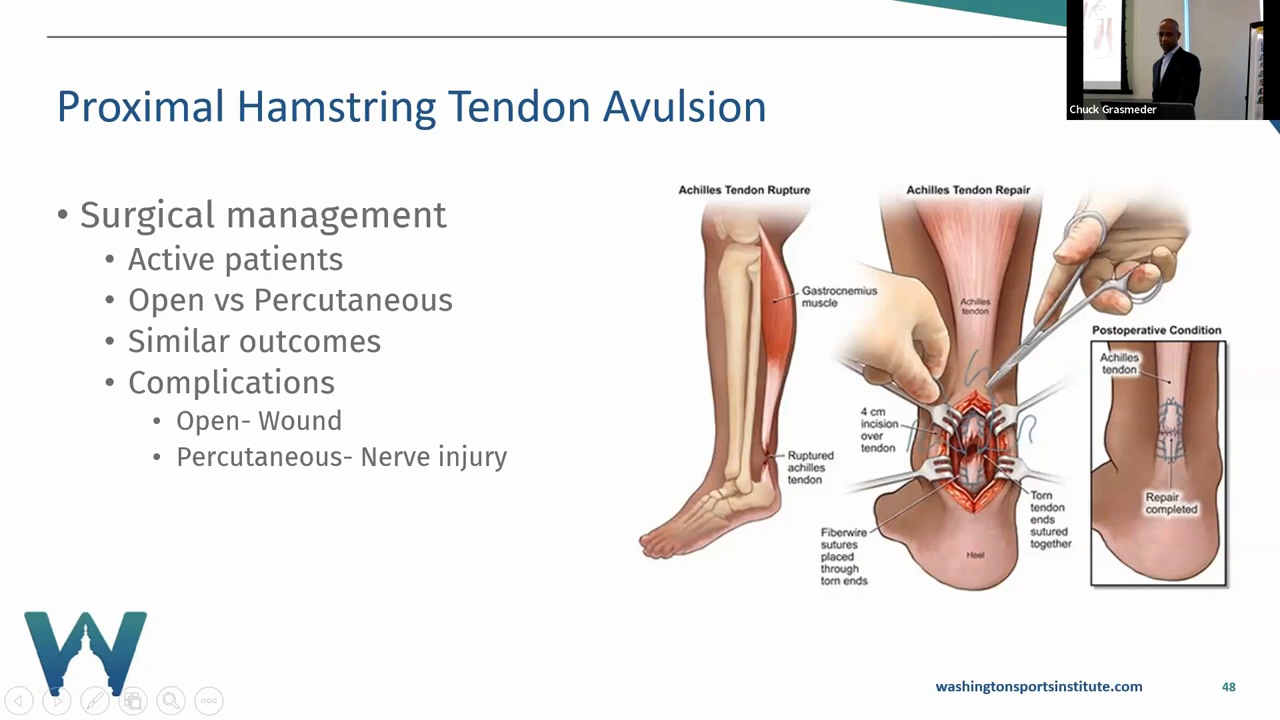 Chuck Grasmeder
Proximal Hamstring Tendon Avulsion
• Surgical management
• Active patients
• Open vs Percutaneous
• Similar outcomes
• Complications
• Open- Wound
• Percutaneous- Nerve injury
Achilles Tendon Rupture
Gastrocnemius
muscle
Ruptured
achilles
tendon
Achilles Tendon Repair
Achilles
tendon
4 cm
incision
over
tendon
Fiberwire
sutures
placed
through
torn ends
Heel
Torn
tendon
ends
sutured
together
Postoperative Condition
Achilles
tendon
Repair
completed
W
washingtonsportsinstitute.com
48